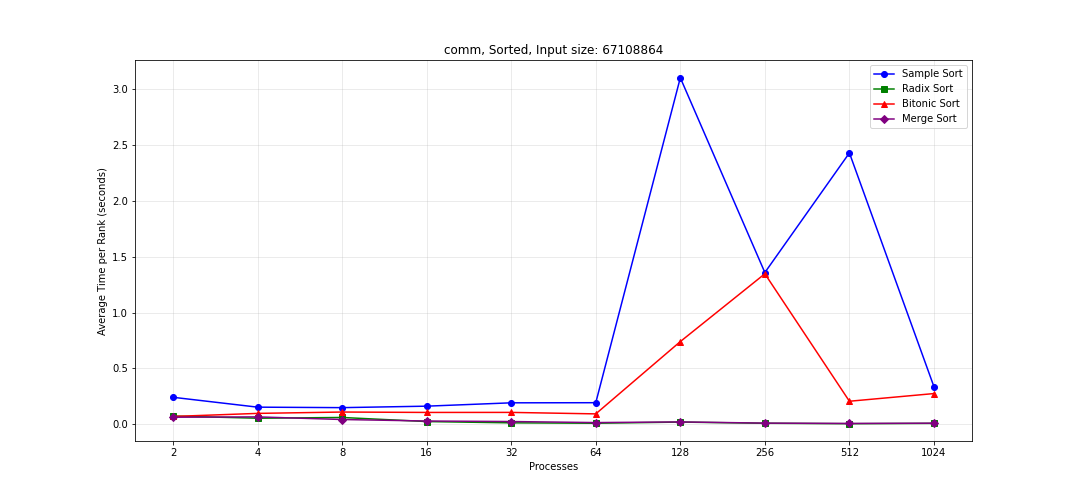 comm, Sorted, Input size: 67108864
Sample Sort
Radix Sort
Bitonic Sort
Merge Sort
Average Time per Rank (seconds)
3.0
2.5
2.0
1.5
1.0
0.5
0.0
2 4 8 16 32 64 128 256 512 1024
Processes